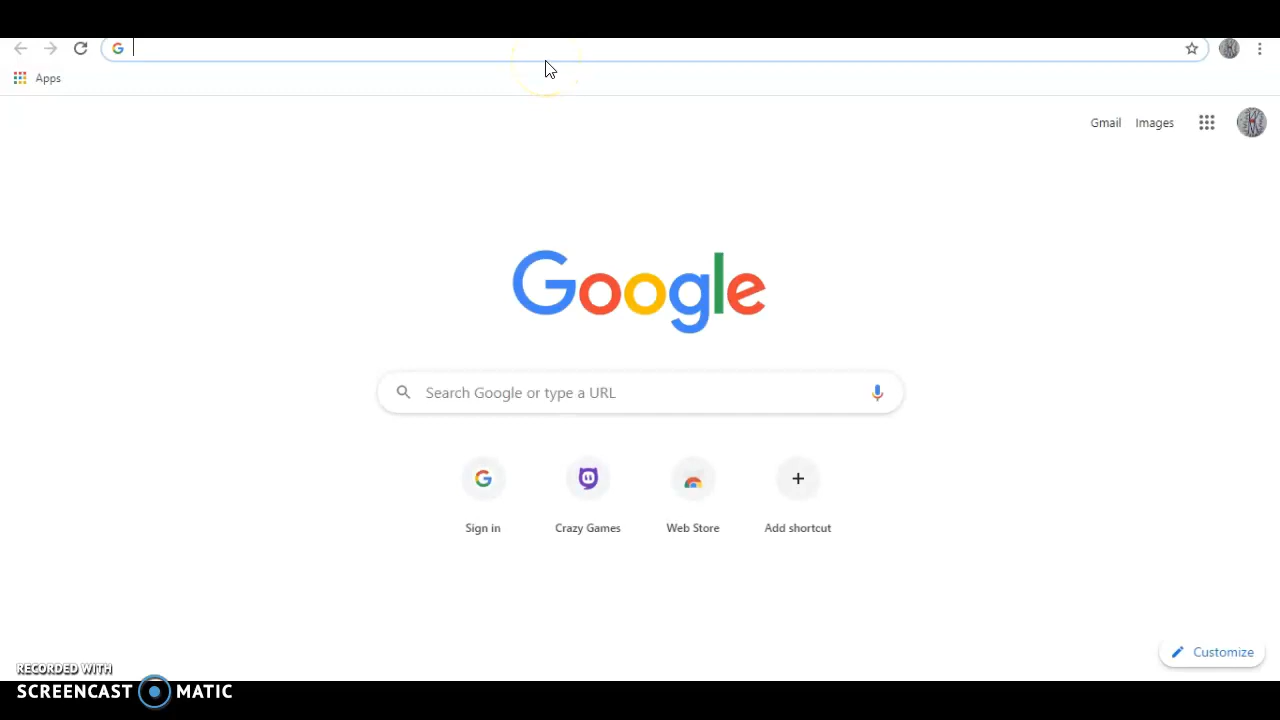 Apps
Gmail Images
Google
Search Google or type a URL
Sign in Crazy Games Web Store Add shortcut
Customize
RECORDED WITH
SCREENCAST MATIC